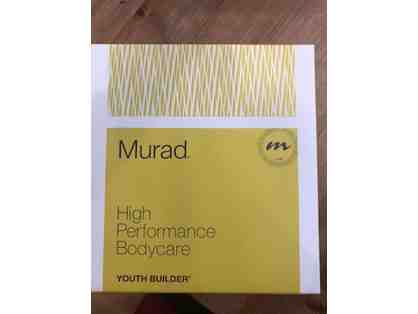 Murad.
m
High
Performance
Bodycare
YOUTH BUILDER®